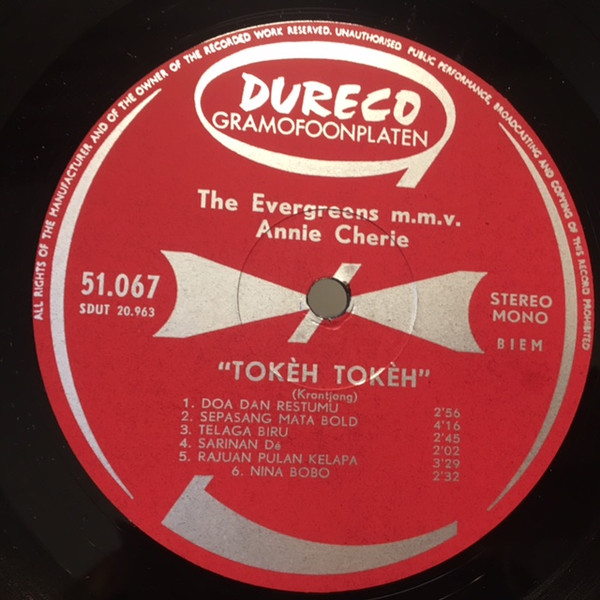 ALL RIGHTS OF THE MANUFACTURER AND OF THE OWNER OF THE RECORDED WORK RESERVED. UNAUTHORISED PUBLIC PERFORMANCE, BROADCASTING AND COPYING OF THIS RECORD PROHIBITED
DURECO
GRAMOFOONPLATEN
The Evergreens m.m.v.
Annie Cherie
51.067
SDUT 20.963
STEREO
MONO
BIEM
"TOKÈH TOKÈH"
(Krontjong)
1. DOA DAN RESTUMU 2'56
2. SEPASANG MATA BOLD 4'16
3. TELAGA BIRU 2'45
4. SARINAN Dé 2'02
5. RAJUAN PULAN KELAPA 3'29
6. NINA BOBO 2'32